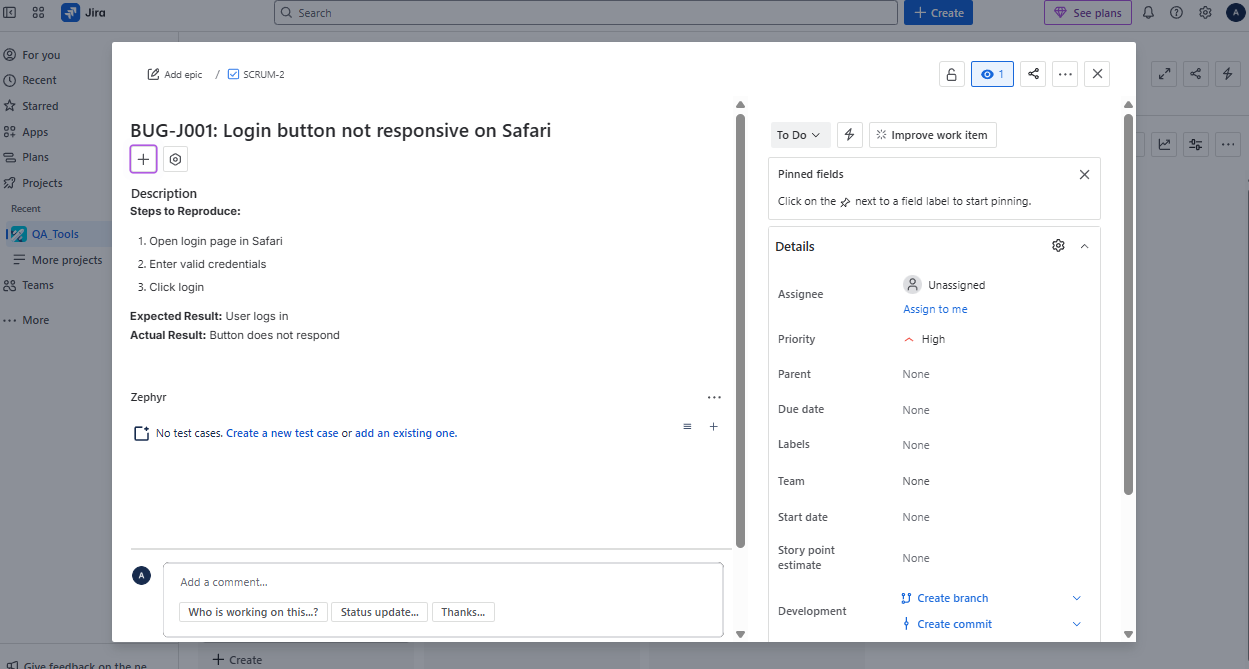 Jira
Search
Create
See plans
A
For you
Recent
Starred
Apps
Plans
Projects
Recent
QA_Tools
More projects
Teams
More
Give feedback on the ne
Create
Add epic / SCRUM-2
1
BUG-J001: Login button not responsive on Safari
Description
Steps to Reproduce:
1. Open login page in Safari
2. Enter valid credentials
3. Click login
Expected Result: User logs in
Actual Result: Button does not respond
Zephyr
No test cases. Create a new test case or add an existing one.
A
Add a comment...
Who is working on this...? Status update... Thanks...
To Do
Improve work item
Pinned fields
Click on the next to a field label to start pinning.
Details
Assignee
Unassigned
Assign to me
Priority High
Parent None
Due date None
Labels None
Team None
Start date None
Story point
estimate
None
Development
Create branch
Create commit